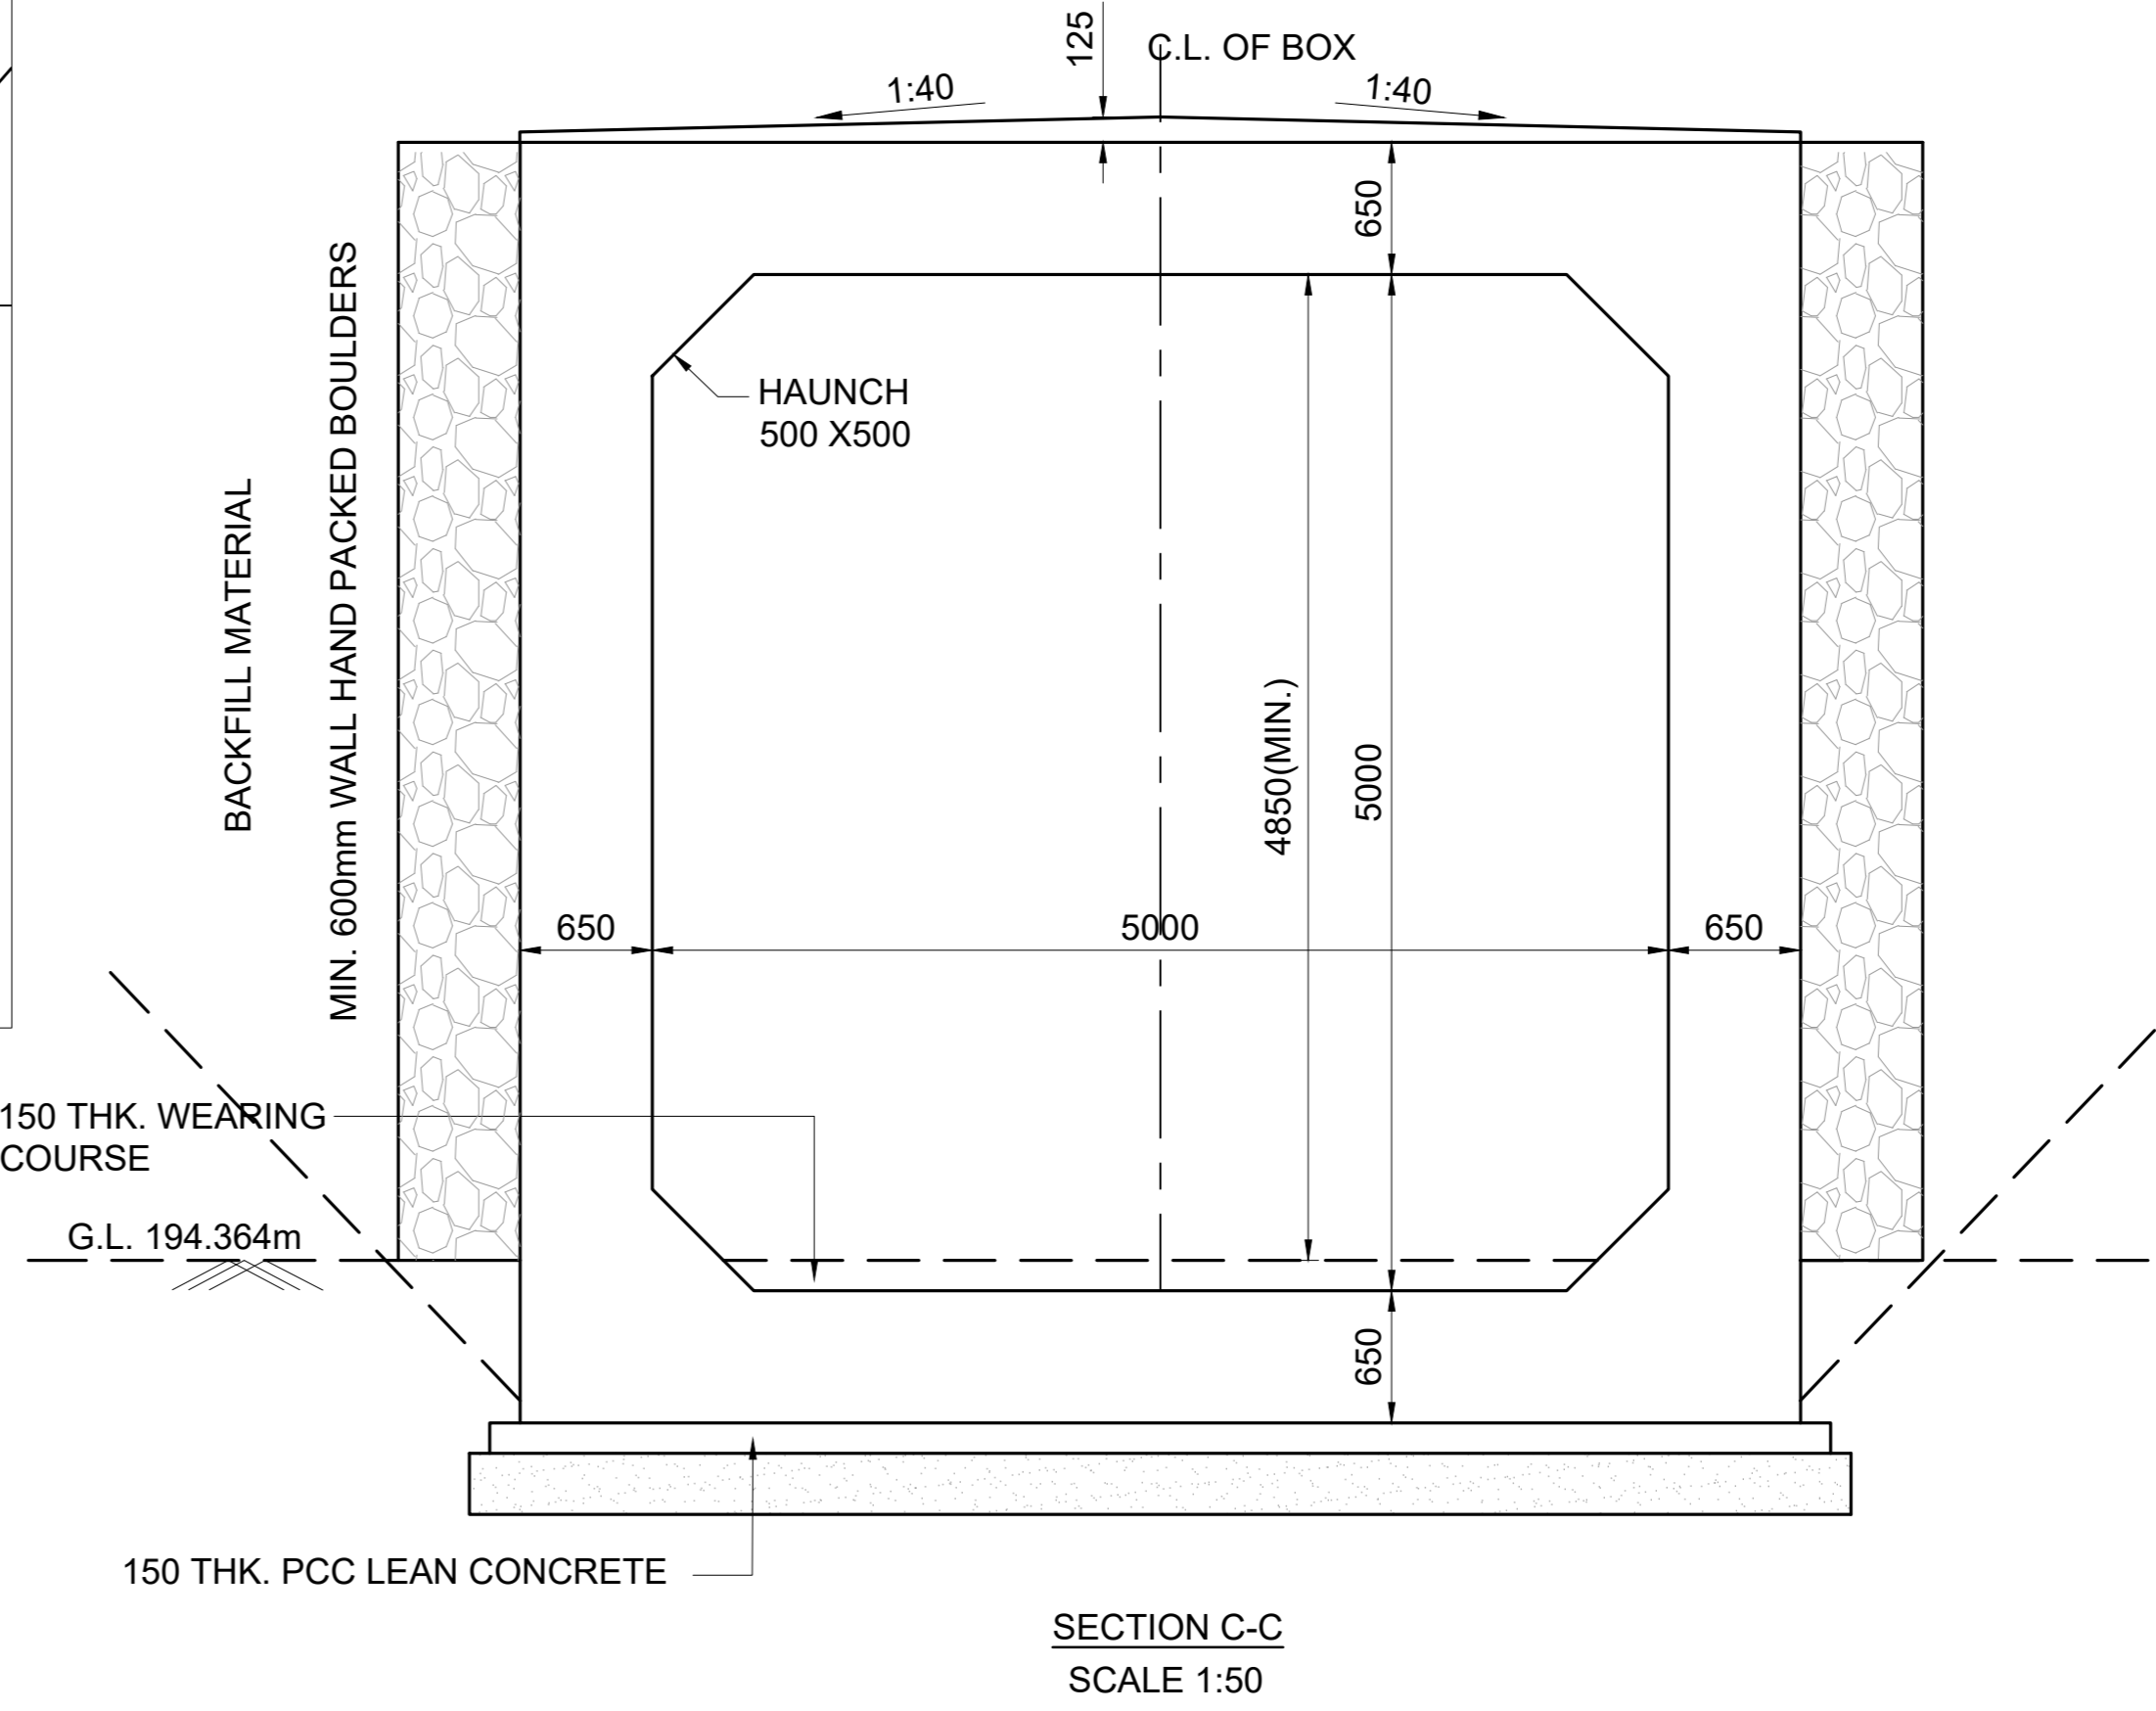 125
C.L. OF BOX
1:40
1:40
650
HAUNCH
500 X500
BACKFILL MATERIAL
MIN. 600mm WALL HAND PACKED BOULDERS
4850(MIN.)
5000
650
5000
650
150 THK. WEARING
COURSE
G.L. 194.364m
650
150 THK. PCC LEAN CONCRETE
SECTION C-C
SCALE 1:50